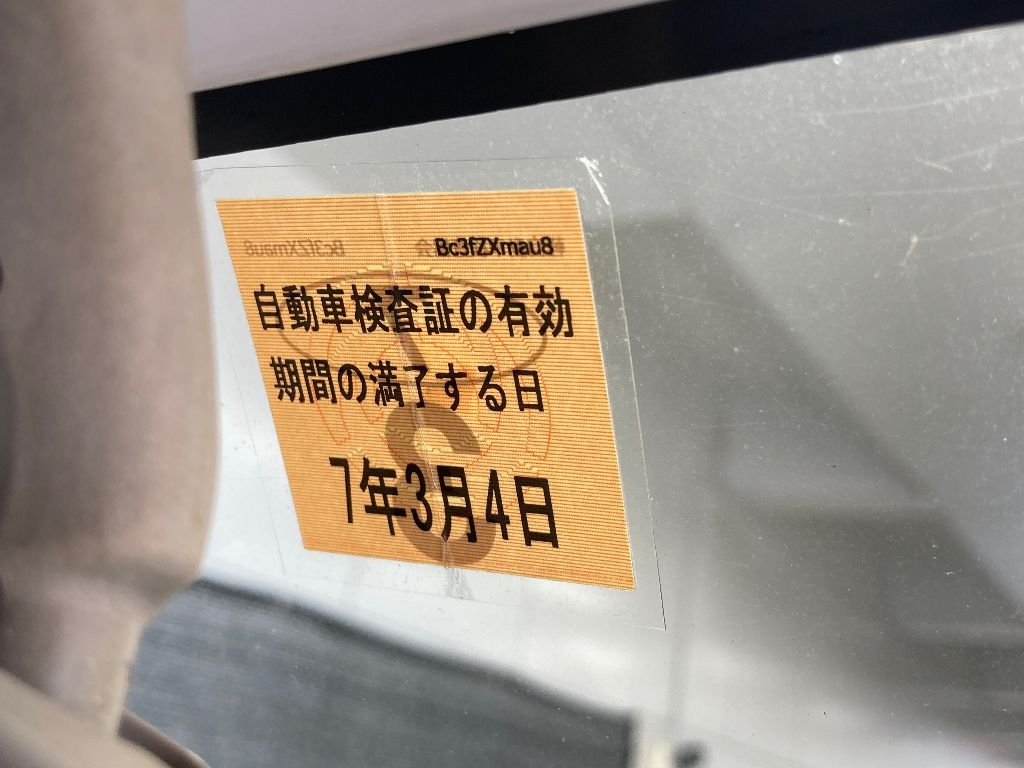 Bc3fZXmau8
自動車検査証の有効
期間の満了する日
7年3月4日